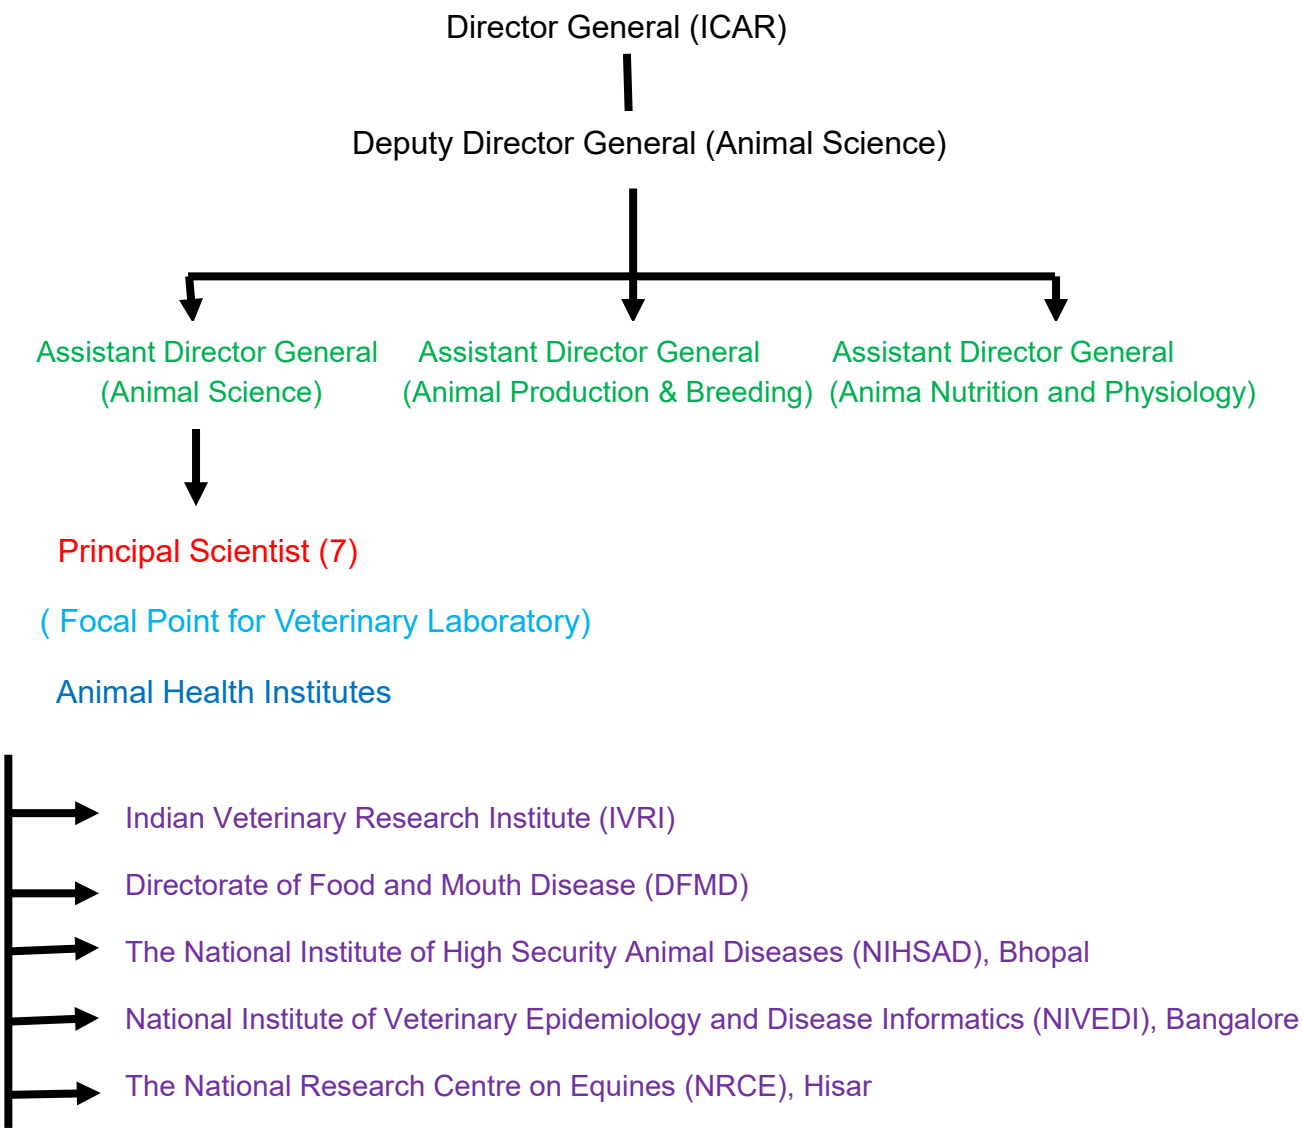 Director General (ICAR)
Deputy Director General (Animal Science)
Assistant Director General
(Animal Science)
Assistant Director General
(Animal Production & Breeding)
Assistant Director General
(Anima Nutrition and Physiology)
Principal Scientist (7)
( Focal Point for Veterinary Laboratory)
Animal Health Institutes
Indian Veterinary Research Institute (IVRI)
Directorate of Food and Mouth Disease (DFMD)
The National Institute of High Security Animal Diseases (NIHSAD), Bhopal
National Institute of Veterinary Epidemiology and Disease Informatics (NIVEDI), Bangalore
The National Research Centre on Equines (NRCE), Hisar